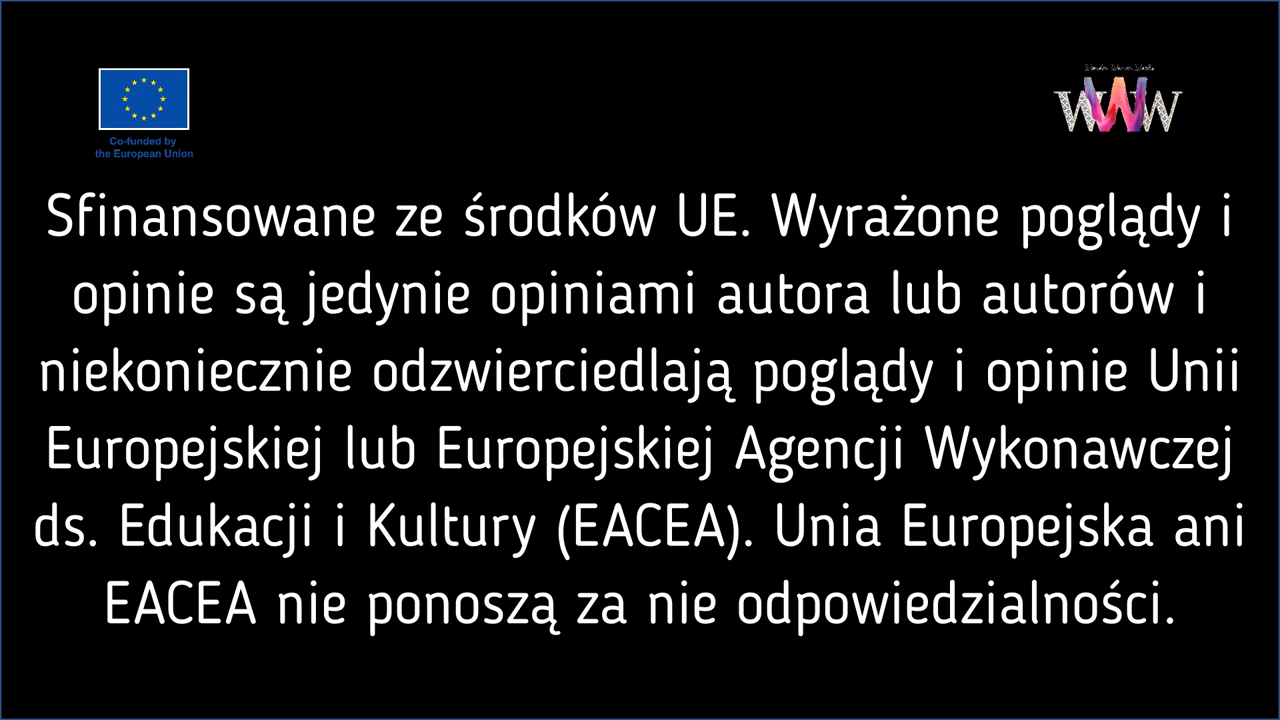 Co-funded by
the European Union
WWW
Sfinansowane ze środków UE. Wyrażone poglądy i
opinie są jedynie opiniami autora lub autorów i
niekoniecznie odzwierciedlają poglądy i opinie Unii
Europejskiej lub Europejskiej Agencji Wykonawczej
ds. Edukacji i Kultury (EACEA). Unia Europejska ani
EACEA nie ponoszą za nie odpowiedzialności.